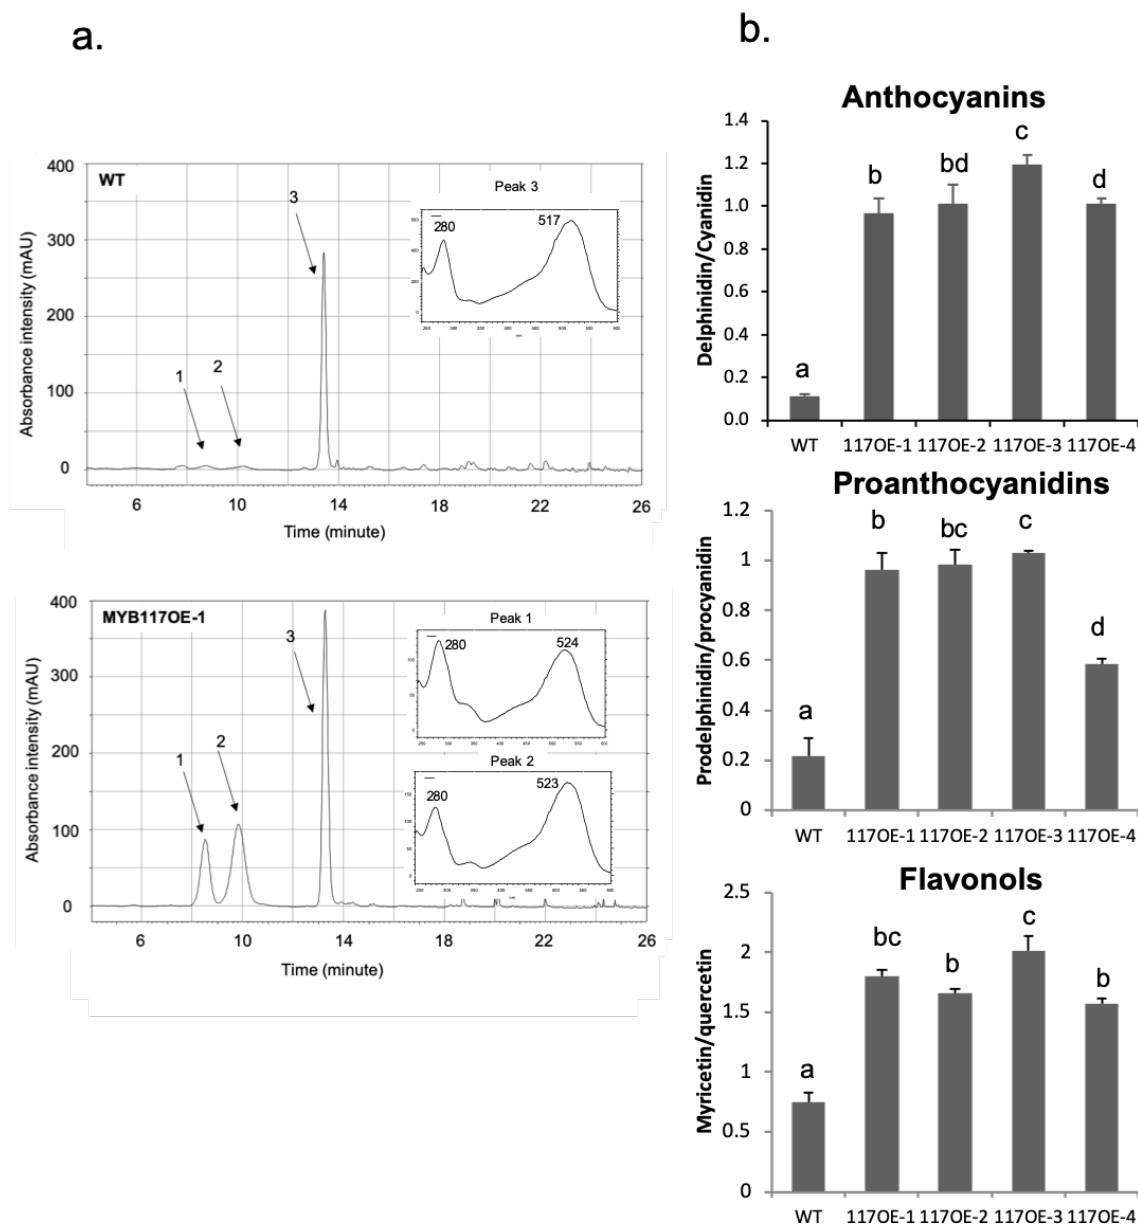 a.
400
WT
300
200
100
0
Absorbance intensity (mAU)
1
2
3
Peak 3
280
517
6 10 14 18 22 26
Time (minute)
400
MYB117OE-1
300
200
100
0
Absorbance intensity (mAU)
1
2
3
Peak 1
280
524
Peak 2
280
523
6 10 14 18 22 26
Time (minute)
b.
Anthocyanins
1.4
1.2
1.0
0.8
0.6
0.4
0.2
0.0
Delphinidin/Cyanidin
a b bd c d
WT 117OE-1 117OE-2 117OE-3 117OE-4
Proanthocyanidins
1.2
1
0.8
0.6
0.4
0.2
0
Prodelphinidin/procyanidin
a b bc c d
WT 117OE-1 117OE-2 117OE-3 117OE-4
Flavonols
2.5
2
1.5
1
0.5
0
Myricetin/quercetin
a bc b c b
WT 117OE-1 117OE-2 117OE-3 117OE-4